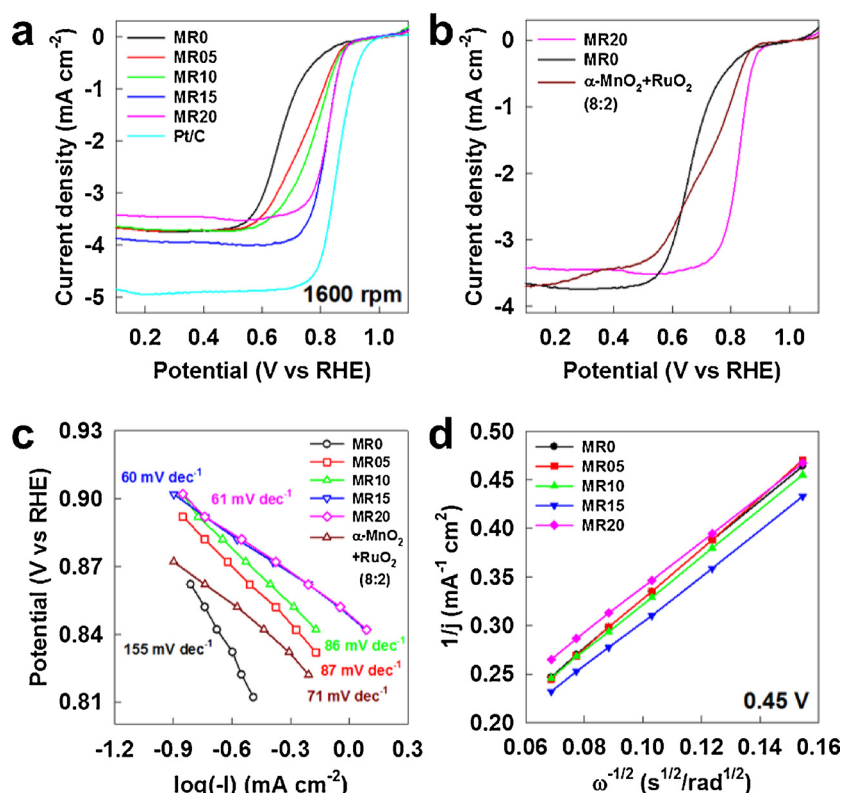 a
MR0
MR05
MR10
MR15
MR20
Pt/C
1600 rpm
0
-1
-2
-3
-4
-5
Current density (mA cm-2)
0.2 0.4 0.6 0.8 1.0
Potential (V vs RHE)
b
MR20
MR0
α-MnO2+RuO2
(8:2)
0
-1
-2
-3
-4
Current density (mA cm-2)
0.2 0.4 0.6 0.8 1.0
Potential (V vs RHE)
c
MR0
MR05
MR10
MR15
MR20
α-MnO2
+RuO2
(8:2)
60 mV dec-1
61 mV dec-1
155 mV dec-1
86 mV dec-1
87 mV dec-1
71 mV dec-1
0.93
0.90
0.87
0.84
0.81
Potential (V vs RHE)
-1.2 -0.9 -0.6 -0.3 0.0 0.3
log(-I) (mA cm-2)
d
MR0
MR05
MR10
MR15
MR20
0.45 V
0.50
0.45
0.40
0.35
0.30
0.25
0.20
1/j (mA-1 cm2)
0.06 0.08 0.10 0.12 0.14 0.16
ω-1/2 (s1/2/rad1/2)